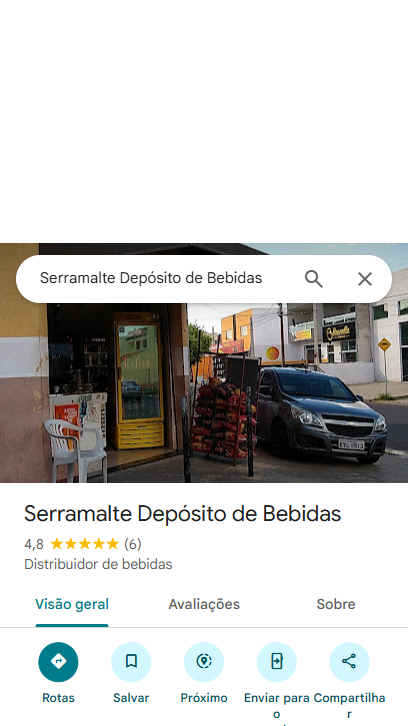 Serramalte Depósito de Bebidas
Serramalte Depósito de Bebidas
4,8 (6)
Distribuidor de bebidas
Visão geral
Avaliações
Sobre
Rotas
Salvar
Próximo
Enviar para o
Compartilhar